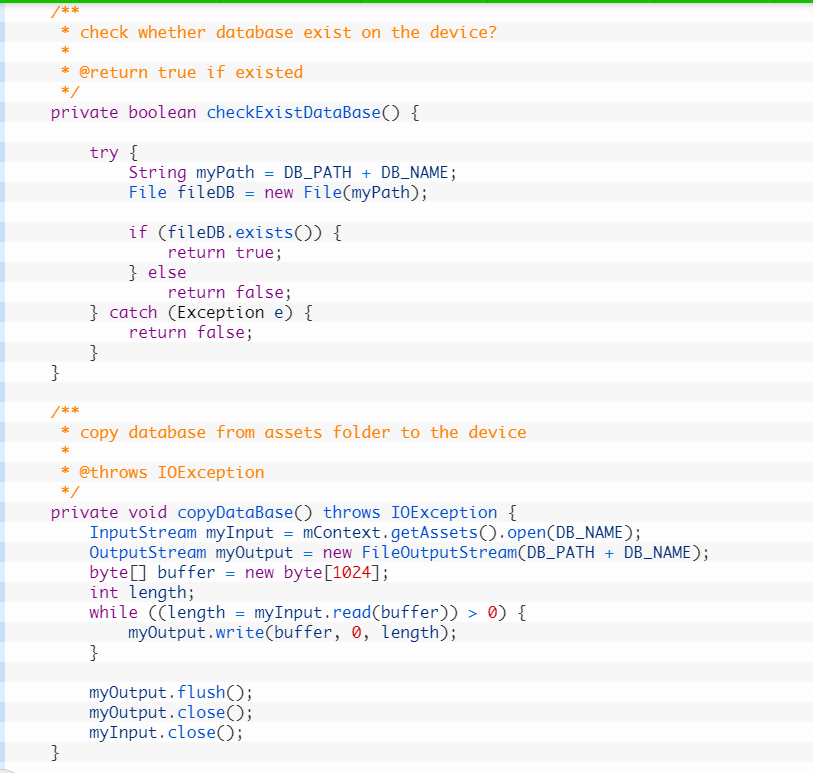 /**
 * check whether database exist on the device?
 *
 * @return true if existed
 */
private boolean checkExistDataBase() {
    try {
        String myPath = DB_PATH + DB_NAME;
        File fileDB = new File(myPath);
        if (fileDB.exists()) {
            return true;
        } else
            return false;
    } catch (Exception e) {
        return false;
    }
}
/**
 * copy database from assets folder to the device
 *
 * @throws IOException
 */
private void copyDataBase() throws IOException {
    InputStream myInput = mContext.getAssets().open(DB_NAME);
    OutputStream myOutput = new FileOutputStream(DB_PATH + DB_NAME);
    byte[] buffer = new byte[1024];
    int length;
    while ((length = myInput.read(buffer)) > 0) {
        myOutput.write(buffer, 0, length);
    }
    myOutput.flush();
    myOutput.close();
    myInput.close();
}